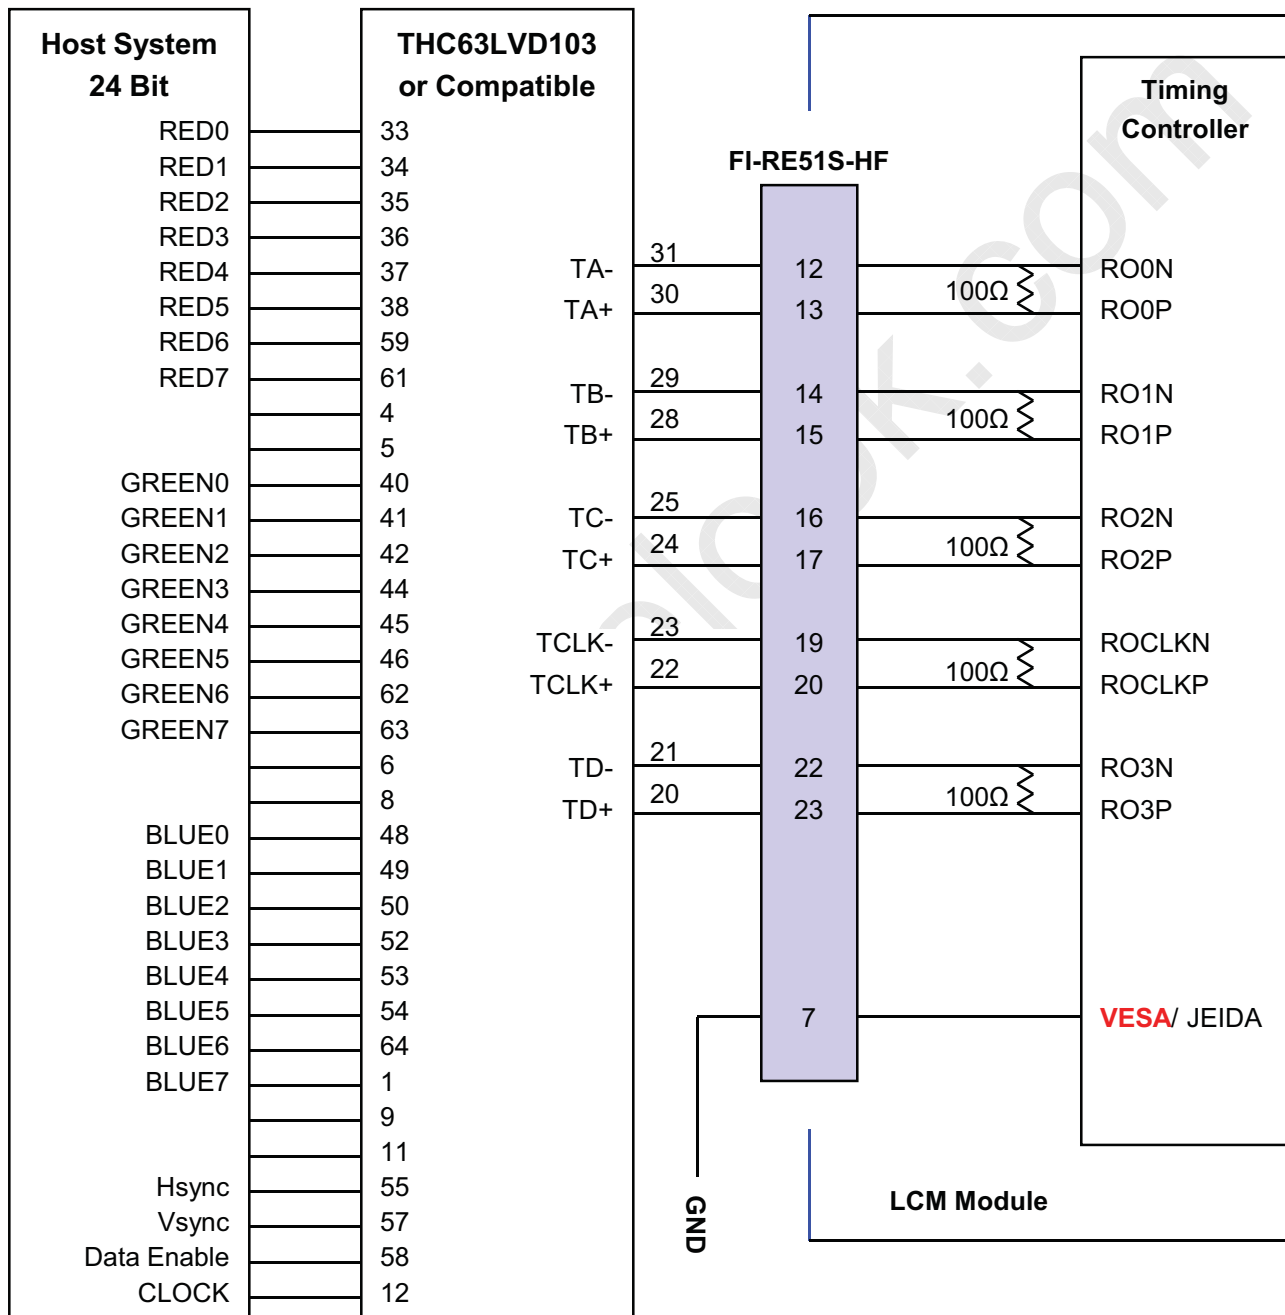 Host System
24 Bit
RED0
RED1
RED2
RED3
RED4
RED5
RED6
RED7
GREEN0
GREEN1
GREEN2
GREEN3
GREEN4
GREEN5
GREEN6
GREEN7
BLUE0
BLUE1
BLUE2
BLUE3
BLUE4
BLUE5
BLUE6
BLUE7
Hsync
Vsync
Data Enable
CLOCK
THC63LVD103
or Compatible
33
34
35
36
37
38
59
61
4
5
40
41
42
44
45
46
62
63
6
8
48
49
50
52
53
54
64
1
9
11
55
57
58
12
TA-
TA+
TB-
TB+
TC-
TC+
TCLK-
TCLK+
TD-
TD+
31
30
29
28
25
24
23
22
21
20
FI-RE51S-HF
12
13
14
15
16
17
19
20
22
23
7
GND
100Ω
100Ω
100Ω
100Ω
100Ω
Timing
Controller
RO0N
RO0P
RO1N
RO1P
RO2N
RO2P
ROCLKN
ROCLKP
RO3N
RO3P
VESA/ JEIDA
LCM Module